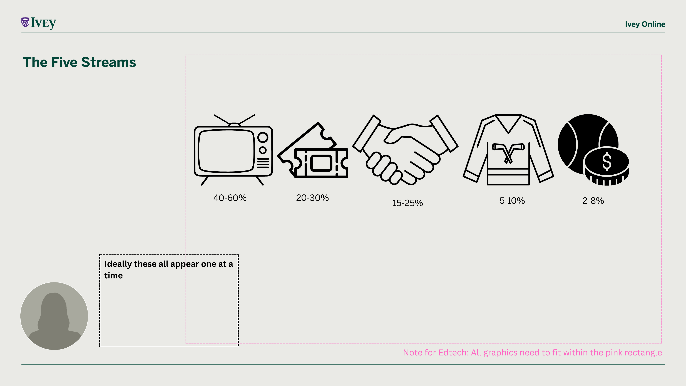 IVEY
Ivey Online
The Five Streams
$
40-60%
20-30%
15-25%
5-10%
2-8%
Ideally these all appear one at a
time
Note for Edtech: All graphics need to fit within the pink rectangle